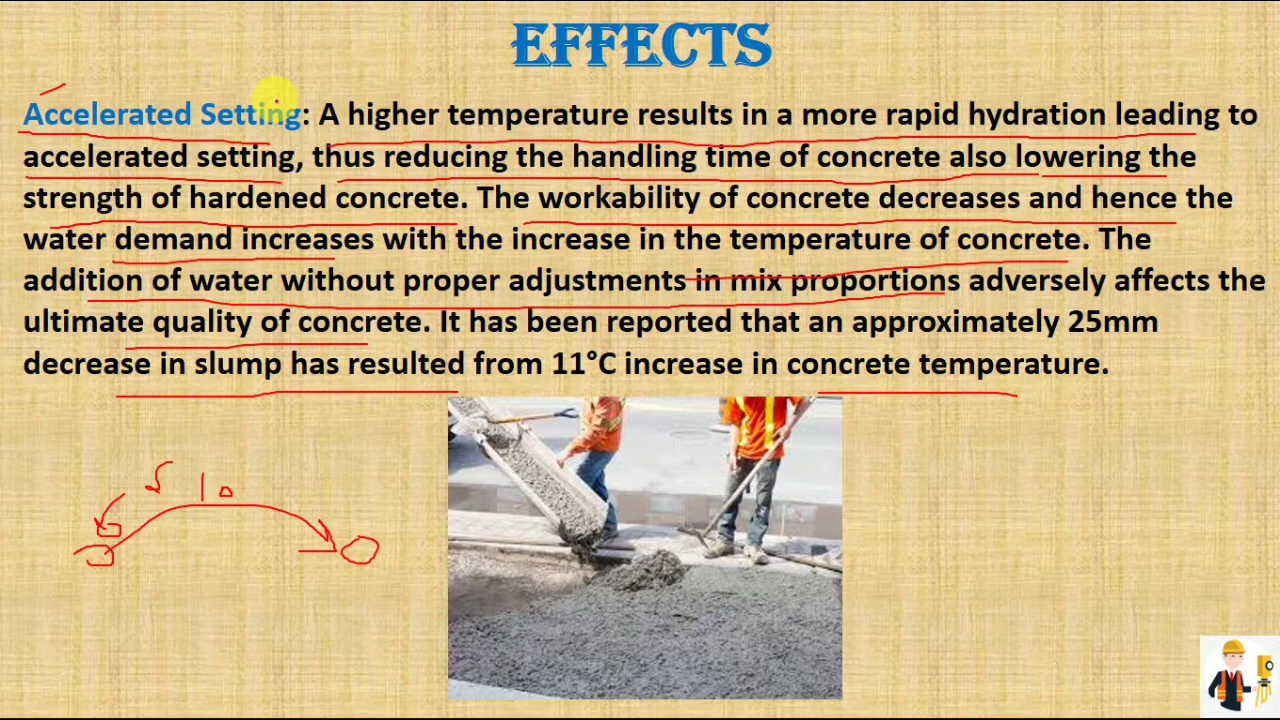 EFFECTS
Accelerated Setting: A higher temperature results in a more rapid hydration leading to
accelerated setting, thus reducing the handling time of concrete also lowering the
strength of hardened concrete. The workability of concrete decreases and hence the
water demand increases with the increase in the temperature of concrete. The
addition of water without proper adjustments in mix proportions adversely affects the
ultimate quality of concrete. It has been reported that an approximately 25mm
decrease in slump has resulted from 11°C increase in concrete temperature.